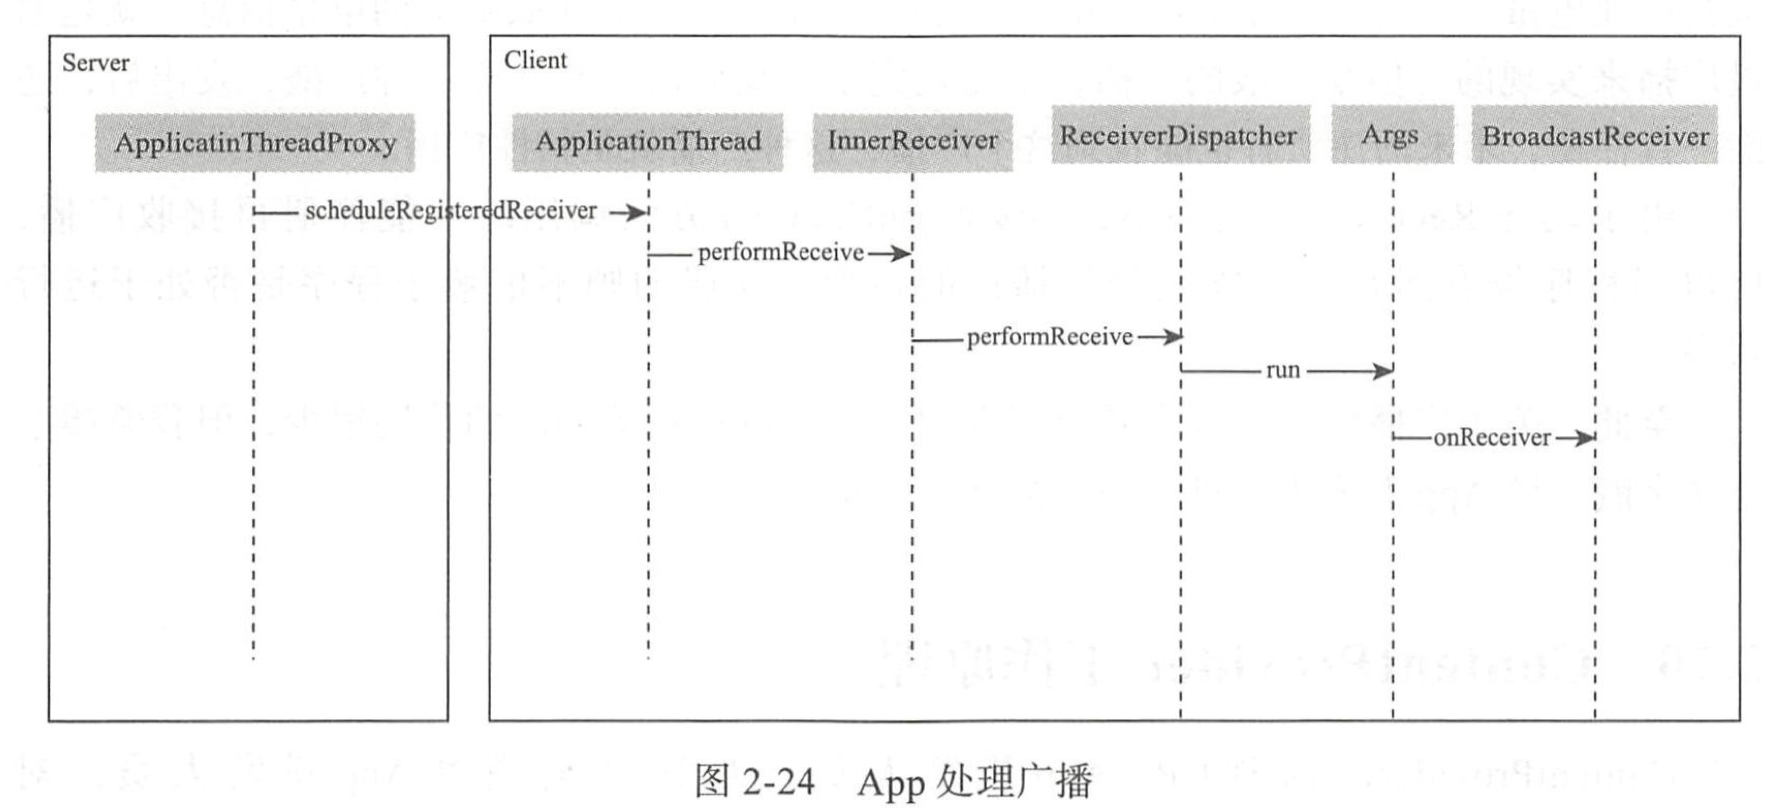 Server
Client
ApplicatinThreadProxy
ApplicationThread
InnerReceiver
ReceiverDispatcher
Args
BroadcastReceiver
scheduleRegisteredReceiver
performReceive
performReceive
run
onReceiver
图 2-24 App 处理广播